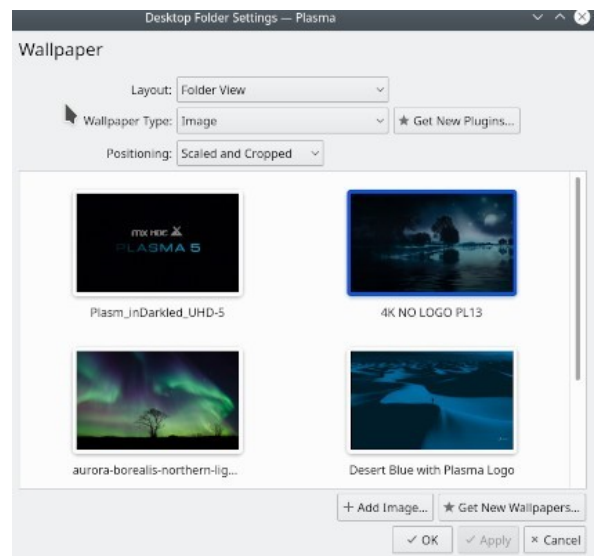 Desktop Folder Settings — Plasma
Wallpaper
Layout: Folder View
Wallpaper Type: Image
Get New Plugins...
Positioning: Scaled and Cropped
mx
PLASMA 5
Plasm_inDarkled_UHD-5
4K NO LOGO PL13
aurora-borealis-northern-lig...
Desert Blue with Plasma Logo
+ Add Image...
Get New Wallpapers...
OK
Apply
Cancel